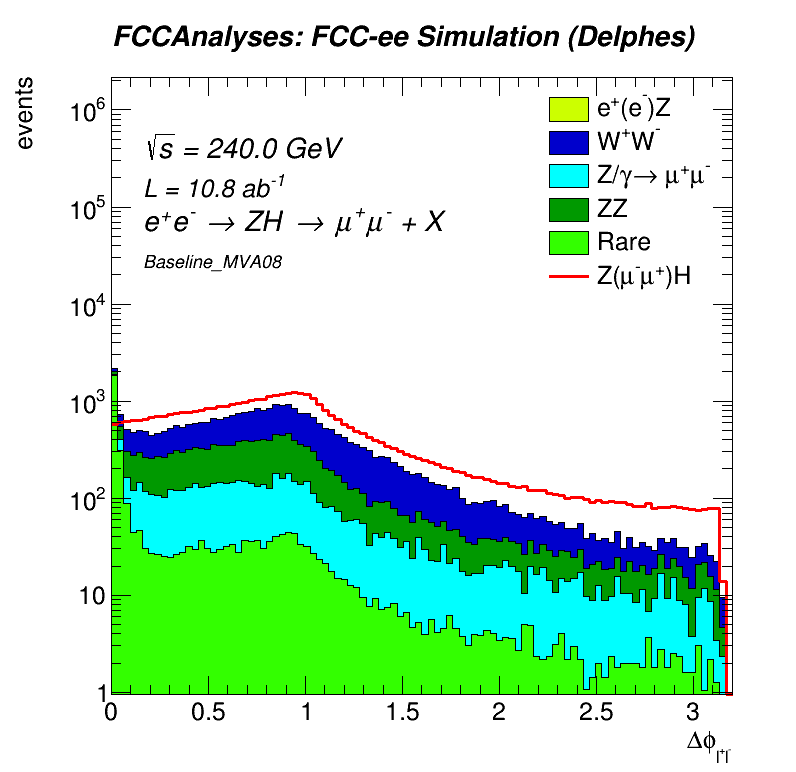 FCCAnalyses: FCC-ee Simulation (Delphes)
events
10⁶
10⁵
10⁴
10³
10²
10
1
√s = 240.0 GeV
L = 10.8 ab⁻¹
e⁺e⁻ → ZH → μ⁺μ⁻ + X
Baseline_MVA08
e⁺(e⁻)Z
W⁺W⁻
Z/γ→ μ⁺μ⁻
ZZ
Rare
Z(μ⁻μ⁺)H
0 0.5 1 1.5 2 2.5 3
Δϕ_l⁺l⁻